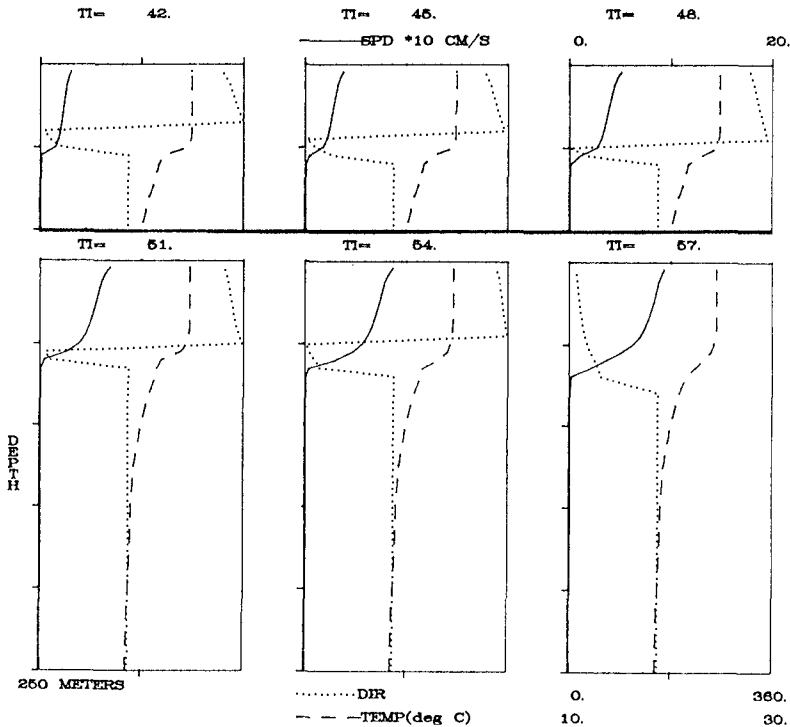 TI= 42. TI= 45. TI= 48.
SPD *10 CM/S 0. 20.
TI= 51. TI= 54. TI= 57.
DEPTH
250 METERS
DIR 0. 360.
TEMP(deg C) 10. 30.